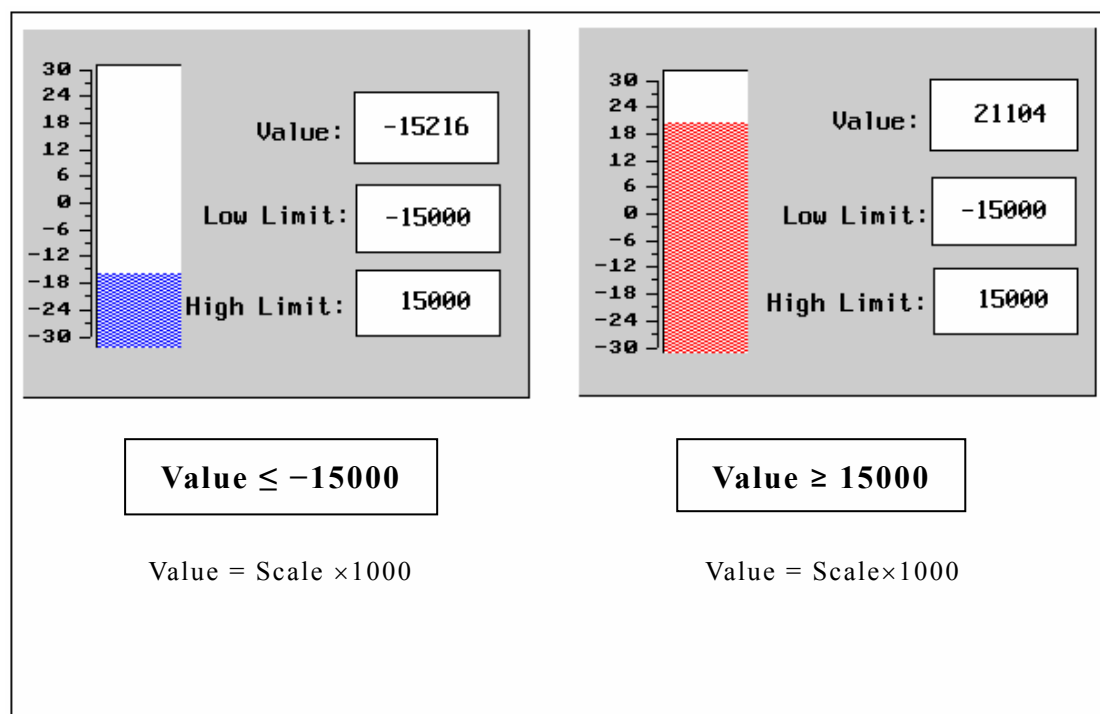 30
24
18
12
6
0
-6
-12
-18
-24
-30
Value: -15216
Low Limit: -15000
High Limit: 15000
30
24
18
12
6
0
-6
-12
-18
-24
-30
Value: 21104
Low Limit: -15000
High Limit: 15000
Value ≤ −15000
Value ≥ 15000
Value = Scale ×1000
Value = Scale×1000